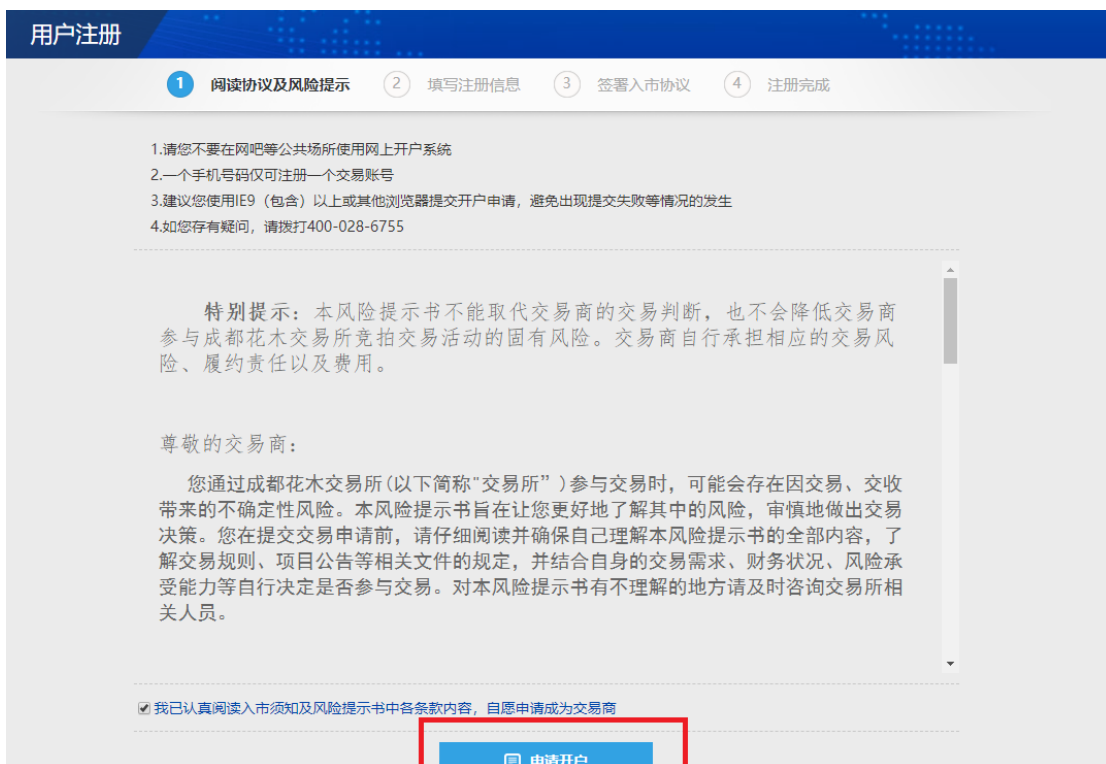 用户注册
1 阅读协议及风险提示 2 填写注册信息 3 签署入市协议 4 注册完成
1.请您不要在网吧等公共场所使用网上开户系统
2.一个手机号码仅可注册一个交易账号
3.建议您使用IE9（包含）以上或其他浏览器提交开户申请，避免出现提交失败等情况的发生
4.如您存有疑问，请拨打400-028-6755
特别提示：本风险提示书不能取代交易商的交易判断，也不会降低交易商
参与成都花木交易所竞拍交易活动的固有风险。交易商自行承担相应的交易风
险、履约责任以及费用。
尊敬的交易商：
您通过成都花木交易所(以下简称"交易所”)参与交易时，可能会存在因交易、交收
带来的不确定性风险。本风险提示书旨在让您更好地了解其中的风险，审慎地做出交易
决策。您在提交交易申请前，请仔细阅读并确保自己理解本风险提示书的全部内容，了
解交易规则、项目公告等相关文件的规定，并结合自身的交易需求、财务状况、风险承
受能力等自行决定是否参与交易。对本风险提示书有不理解的地方请及时咨询交易所相
关人员。
我已认真阅读入市须知及风险提示书中各条款内容，自愿申请成为交易商
申请开户